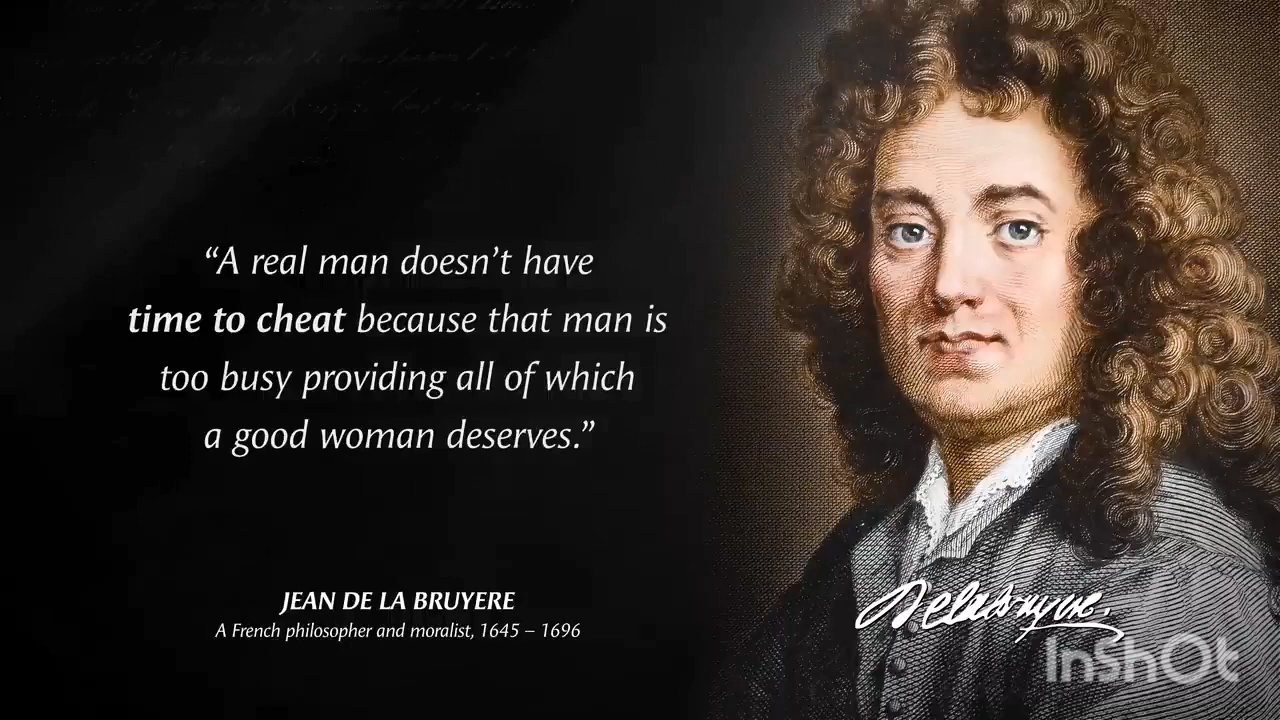 “A real man doesn’t have
time to cheat because that man is
too busy providing all of which
a good woman deserves.”
JEAN DE LA BRUYERE
A French philosopher and moralist, 1645 – 1696
Delabruyere.
InShOt